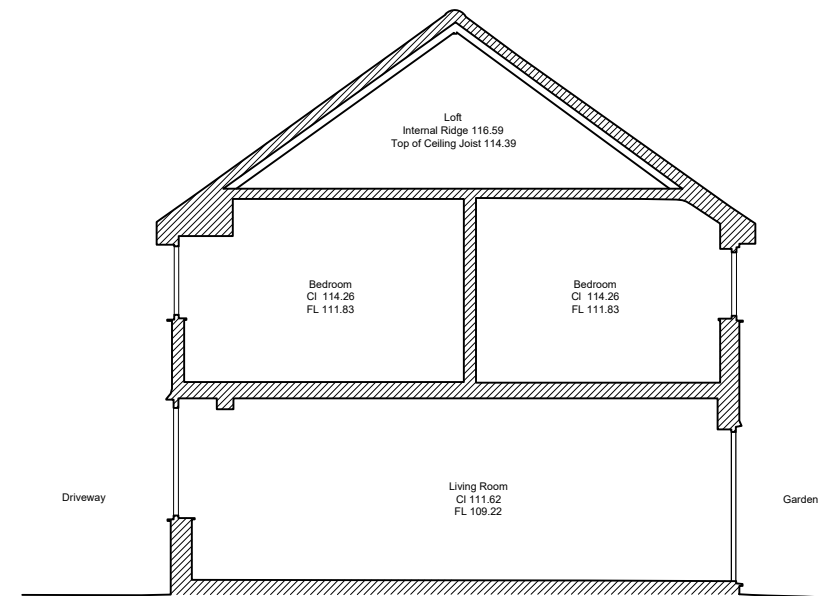 Loft
Internal Ridge 116.59
Top of Ceiling Joist 114.39
Bedroom
Cl 114.26
FL 111.83
Bedroom
Cl 114.26
FL 111.83
Living Room
Cl 111.62
FL 109.22
Driveway
Garden